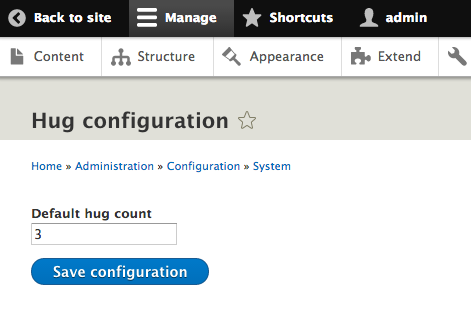 Back to site Manage Shortcuts admin
Content Structure Appearance Extend
Hug configuration
Home » Administration » Configuration » System
Default hug count
3
Save configuration